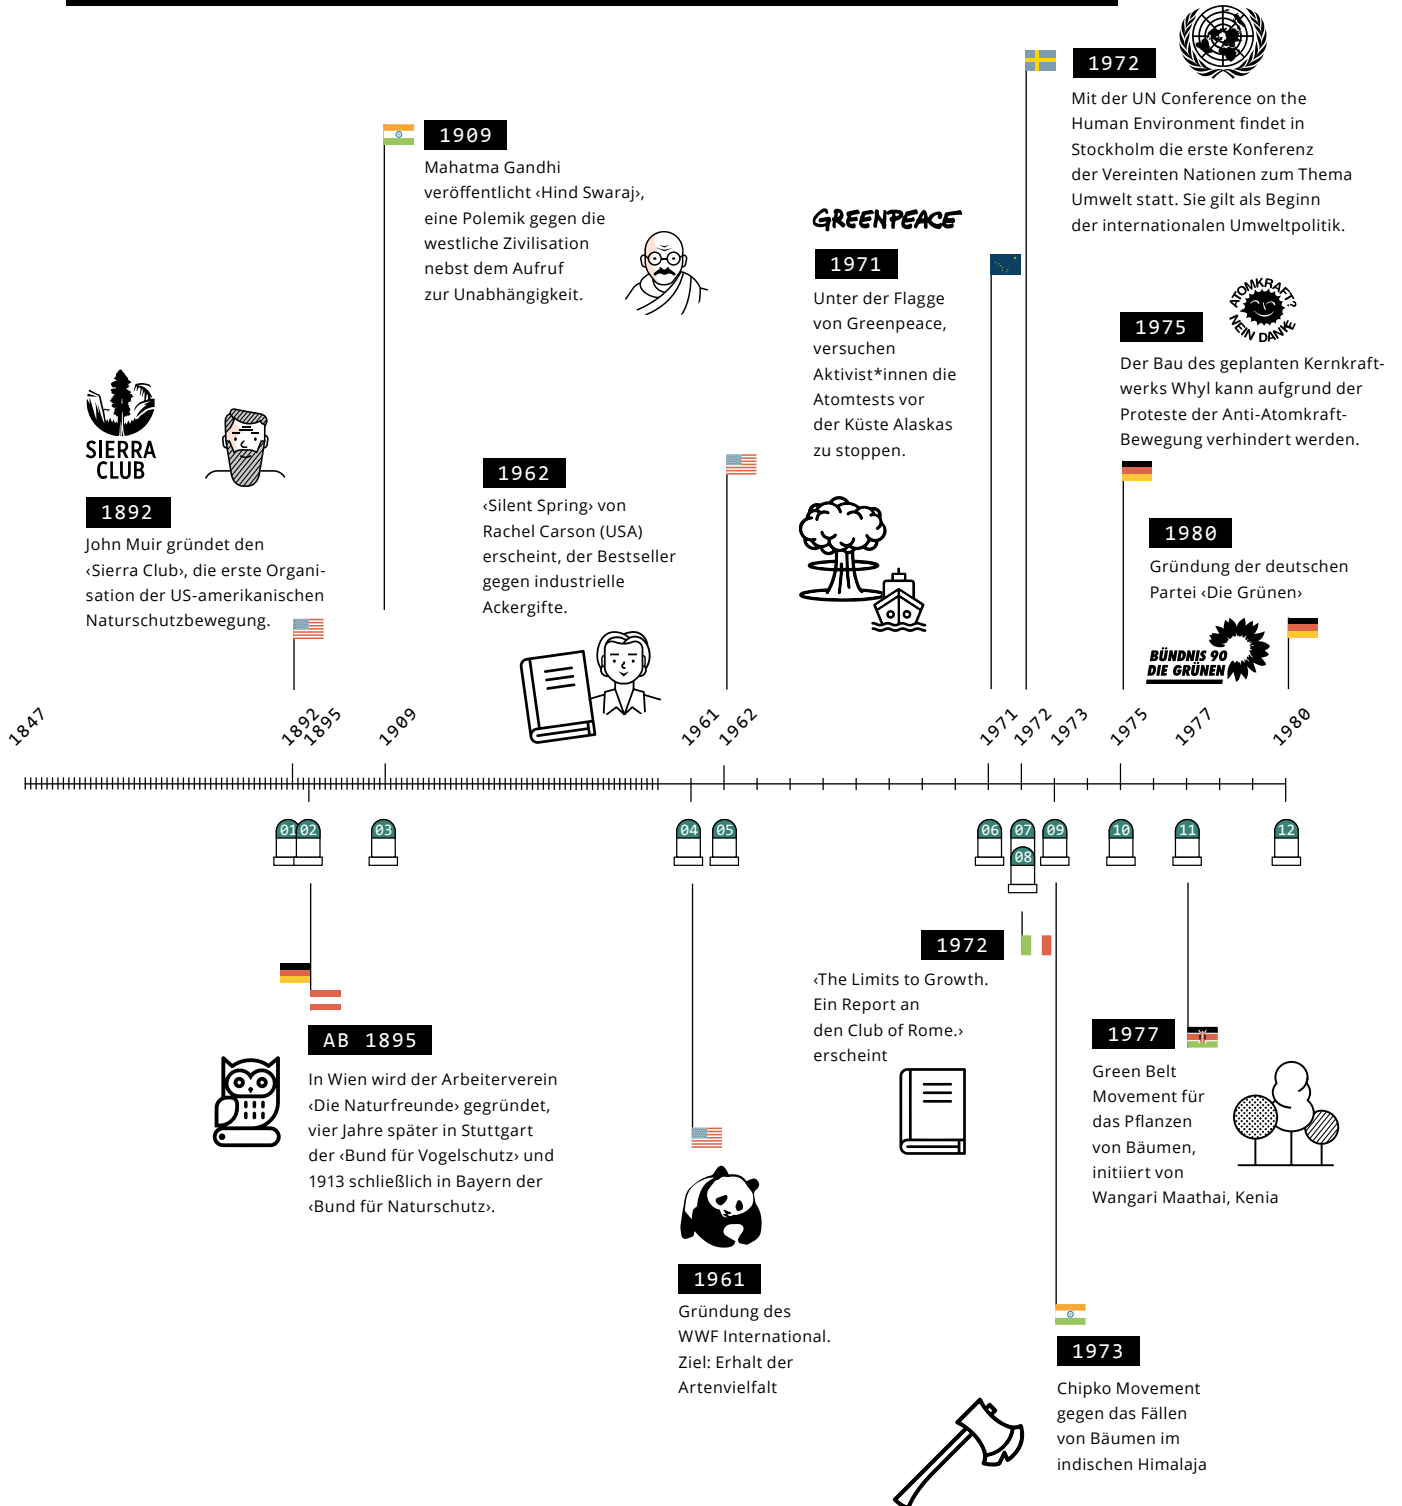 1972
Mit der UN Conference on the
Human Environment findet in
Stockholm die erste Konferenz
der Vereinten Nationen zum Thema
Umwelt statt. Sie gilt als Beginn
der internationalen Umweltpolitik.
1909
Mahatma Gandhi
veröffentlicht ‹Hind Swaraj›,
eine Polemik gegen die
westliche Zivilisation
nebst dem Aufruf
zur Unabhängigkeit.
GREENPEACE
1971
Unter der Flagge
von Greenpeace,
versuchen
Aktivist*innen die
Atomtests vor
der Küste Alaskas
zu stoppen.
ATOMKRAFT?
NEIN DANKE
1975
Der Bau des geplanten Kernkraft-
werks Whyl kann aufgrund der
Proteste der Anti-Atomkraft-
Bewegung verhindert werden.
SIERRA
CLUB
1892
John Muir gründet den
‹Sierra Club›, die erste Organi-
sation der US-amerikanischen
Naturschutzbewegung.
1962
‹Silent Spring› von
Rachel Carson (USA)
erscheint, der Bestseller
gegen industrielle
Ackergifte.
1980
Gründung der deutschen
Partei ‹Die Grünen›
BÜNDNIS 90
DIE GRÜNEN
1847 1892 1895 1909 1961 1962 1971 1972 1973 1975 1977 1980
01 02 03 04 05 06 07 09 10 11 12
08
1972
‹The Limits to Growth.
Ein Report an
den Club of Rome.›
erscheint
AB 1895
In Wien wird der Arbeiterverein
‹Die Naturfreunde› gegründet,
vier Jahre später in Stuttgart
der ‹Bund für Vogelschutz› und
1913 schließlich in Bayern der
‹Bund für Naturschutz›.
1977
Green Belt
Movement für
das Pflanzen
von Bäumen,
initiiert von
Wangari Maathai, Kenia
1961
Gründung des
WWF International.
Ziel: Erhalt der
Artenvielfalt
1973
Chipko Movement
gegen das Fällen
von Bäumen im
indischen Himalaja